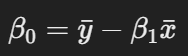 β₀ = ȳ − β₁x̄